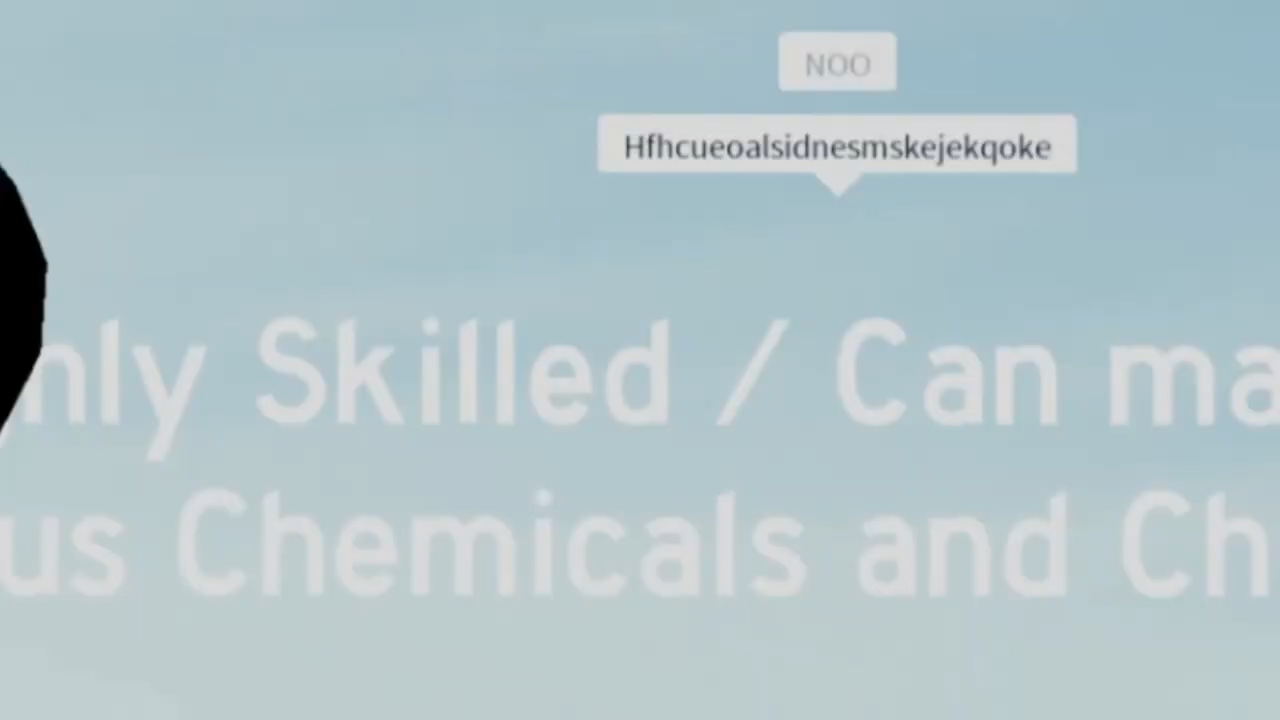 NOO
Hfhcueoalsidnesmskejekqoke
nly Skilled / Can ma
us Chemicals and Ch